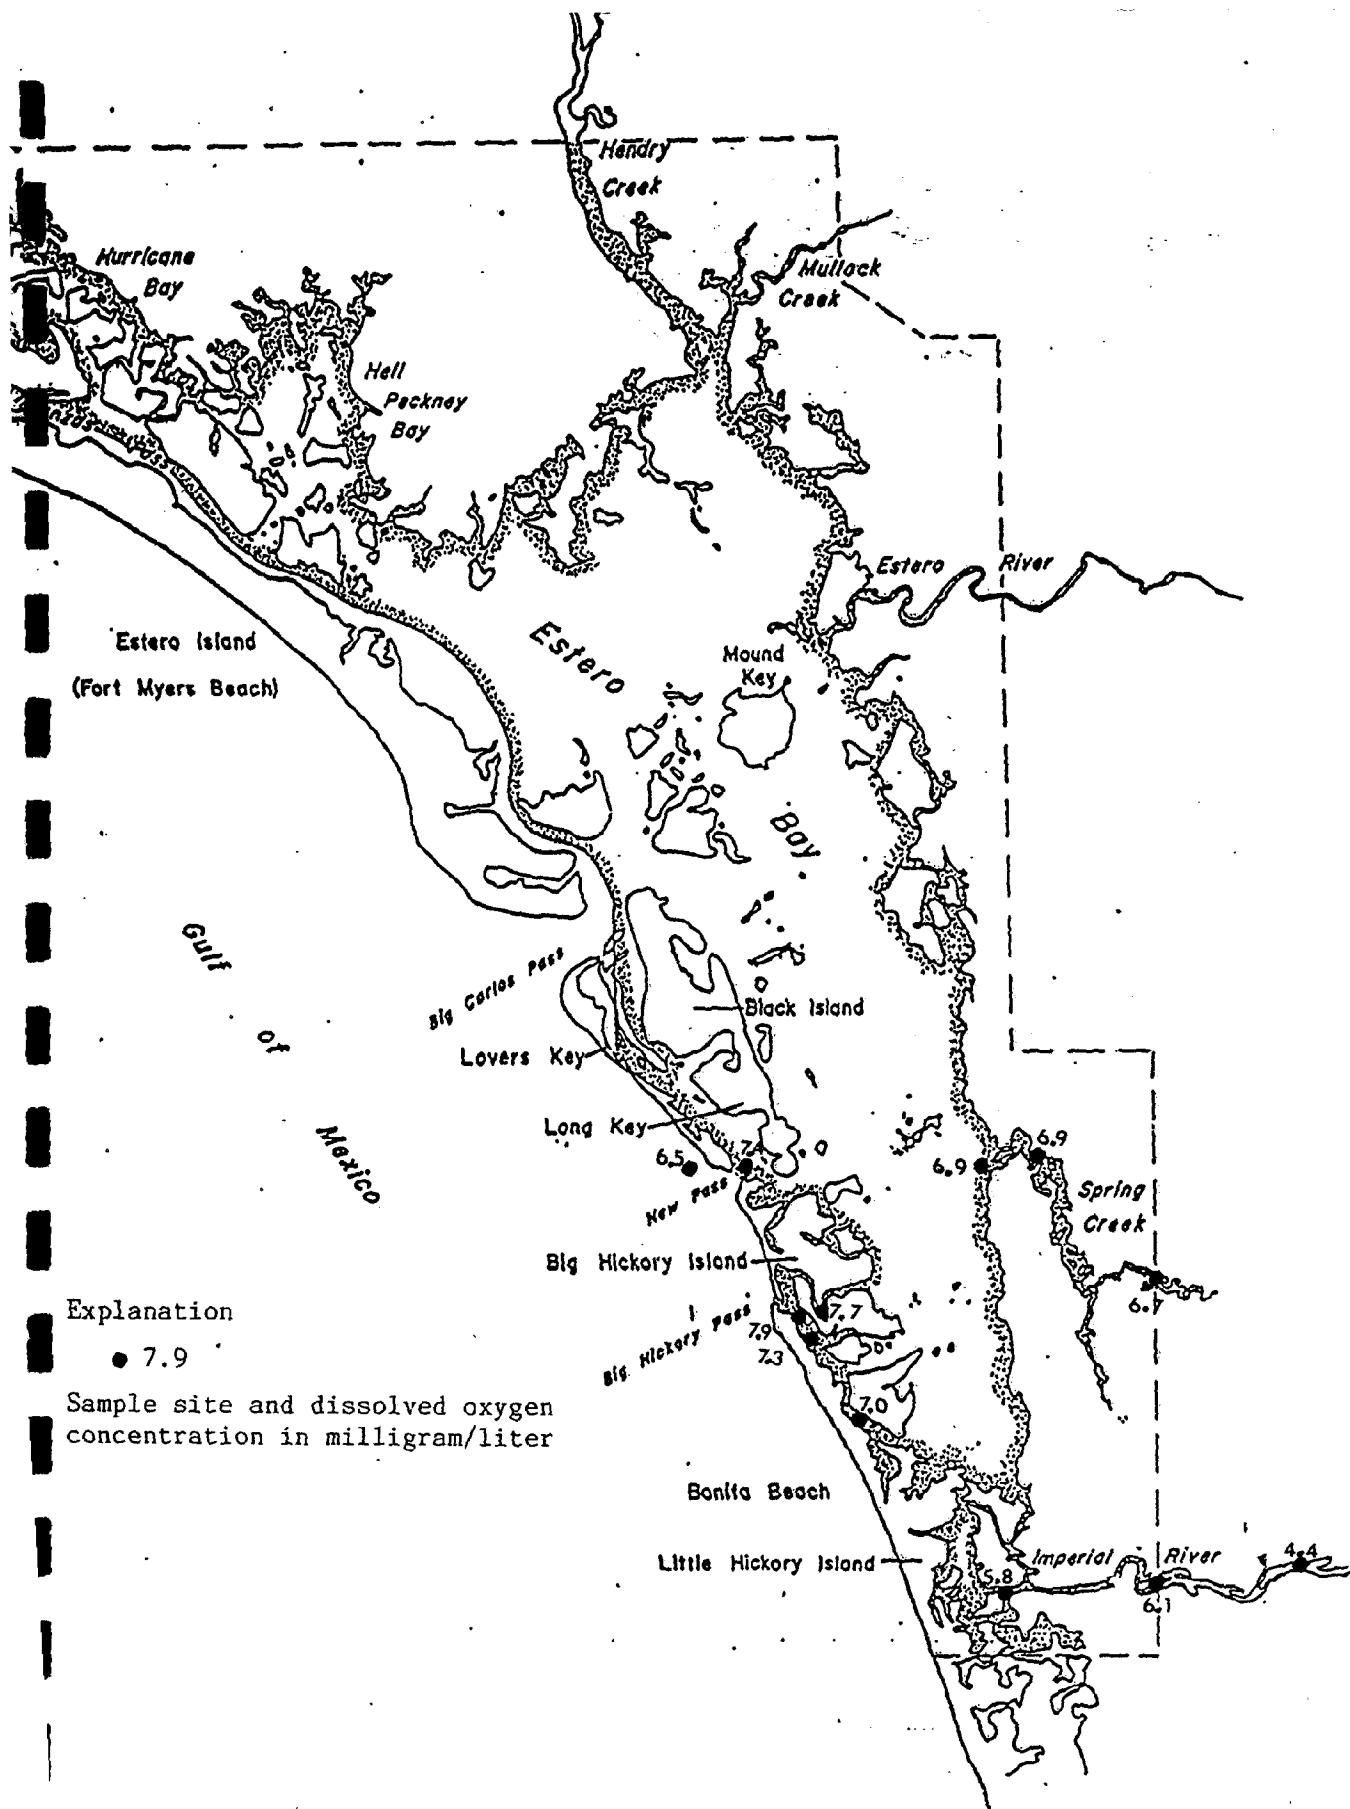 Hendry
Creek
Hurricane
Bay
Mullock
Creek
Hell
Peckney
Bay
Estero River
Estero Island
(Fort Myers Beach)
Estero
Bay
Mound
Key
Gulf
of
Mexico
Big Carlos Pass
Black Island
Lovers Key
Long Key
6.5
7.4
6.9
6.9
New Pass
Spring
Creek
Big Hickory Island
6.7
Big Hickory Pass
7.7
7.9
7.3
7.0
Explanation
7.9
Sample site and dissolved oxygen
concentration in milligram/liter
Bonita Beach
Little Hickory Island
Imperial River
4.4
5.8
6.1